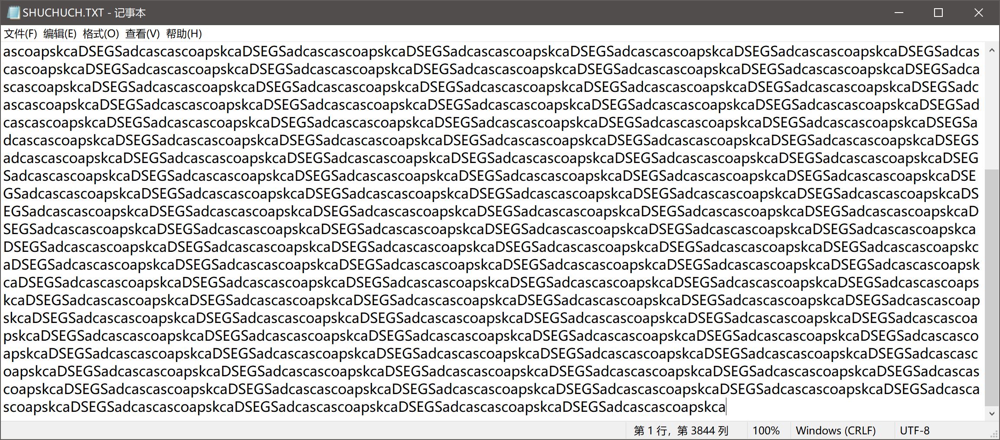 SHUCHUCH.TXT - 记事本
文件(F) 编辑(E) 格式(O) 查看(V) 帮助(H)
ascoapskcaDSEGSadcascascoapskcaDSEGSadcascascoapskcaDSEGSadcascascoapskcaDSEGSadcascascoapskcaDSEGSadcascascoapskcaDSEGSadcas
cascoapskcaDSEGSadcascascoapskcaDSEGSadcascascoapskcaDSEGSadcascascoapskcaDSEGSadcascascoapskcaDSEGSadcascascoapskcaDSEGSadca
scascoapskcaDSEGSadcascascoapskcaDSEGSadcascascoapskcaDSEGSadcascascoapskcaDSEGSadcascascoapskcaDSEGSadcascascoapskcaDSEGSadc
ascascoapskcaDSEGSadcascascoapskcaDSEGSadcascascoapskcaDSEGSadcascascoapskcaDSEGSadcascascoapskcaDSEGSadcascascoapskcaDSEGSad
cascascoapskcaDSEGSadcascascoapskcaDSEGSadcascascoapskcaDSEGSadcascascoapskcaDSEGSadcascascoapskcaDSEGSadcascascoapskcaDSEGSa
dcascascoapskcaDSEGSadcascascoapskcaDSEGSadcascascoapskcaDSEGSadcascascoapskcaDSEGSadcascascoapskcaDSEGSadcascascoapskcaDSEGS
adcascascoapskcaDSEGSadcascascoapskcaDSEGSadcascascoapskcaDSEGSadcascascoapskcaDSEGSadcascascoapskcaDSEGSadcascascoapskcaDSEG
SadcascascoapskcaDSEGSadcascascoapskcaDSEGSadcascascoapskcaDSEGSadcascascoapskcaDSEGSadcascascoapskcaDSEGSadcascascoapskcaDSE
GSadcascascoapskcaDSEGSadcascascoapskcaDSEGSadcascascoapskcaDSEGSadcascascoapskcaDSEGSadcascascoapskcaDSEGSadcascascoapskcaDS
EGSadcascascoapskcaDSEGSadcascascoapskcaDSEGSadcascascoapskcaDSEGSadcascascoapskcaDSEGSadcascascoapskcaDSEGSadcascascoapskcaD
SEGSadcascascoapskcaDSEGSadcascascoapskcaDSEGSadcascascoapskcaDSEGSadcascascoapskcaDSEGSadcascascoapskcaDSEGSadcascascoapskca
DSEGSadcascascoapskcaDSEGSadcascascoapskcaDSEGSadcascascoapskcaDSEGSadcascascoapskcaDSEGSadcascascoapskcaDSEGSadcascascoapskc
aDSEGSadcascascoapskcaDSEGSadcascascoapskcaDSEGSadcascascoapskcaDSEGSadcascascoapskcaDSEGSadcascascoapskcaDSEGSadcascascoapsk
caDSEGSadcascascoapskcaDSEGSadcascascoapskcaDSEGSadcascascoapskcaDSEGSadcascascoapskcaDSEGSadcascascoapskcaDSEGSadcascascoaps
kcaDSEGSadcascascoapskcaDSEGSadcascascoapskcaDSEGSadcascascoapskcaDSEGSadcascascoapskcaDSEGSadcascascoapskcaDSEGSadcascascoap
skcaDSEGSadcascascoapskcaDSEGSadcascascoapskcaDSEGSadcascascoapskcaDSEGSadcascascoapskcaDSEGSadcascascoapskcaDSEGSadcascascoa
pskcaDSEGSadcascascoapskcaDSEGSadcascascoapskcaDSEGSadcascascoapskcaDSEGSadcascascoapskcaDSEGSadcascascoapskcaDSEGSadcascasco
apskcaDSEGSadcascascoapskcaDSEGSadcascascoapskcaDSEGSadcascascoapskcaDSEGSadcascascoapskcaDSEGSadcascascoapskcaDSEGSadcascasc
oapskcaDSEGSadcascascoapskcaDSEGSadcascascoapskcaDSEGSadcascascoapskcaDSEGSadcascascoapskcaDSEGSadcascascoapskcaDSEGSadcascas
coapskcaDSEGSadcascascoapskcaDSEGSadcascascoapskcaDSEGSadcascascoapskcaDSEGSadcascascoapskcaDSEGSadcascascoapskcaDSEGSadcasca
scoapskcaDSEGSadcascascoapskcaDSEGSadcascascoapskcaDSEGSadcascascoapskcaDSEGSadcascascoapskca
第 1 行，第 3844 列 100% Windows (CRLF) UTF-8